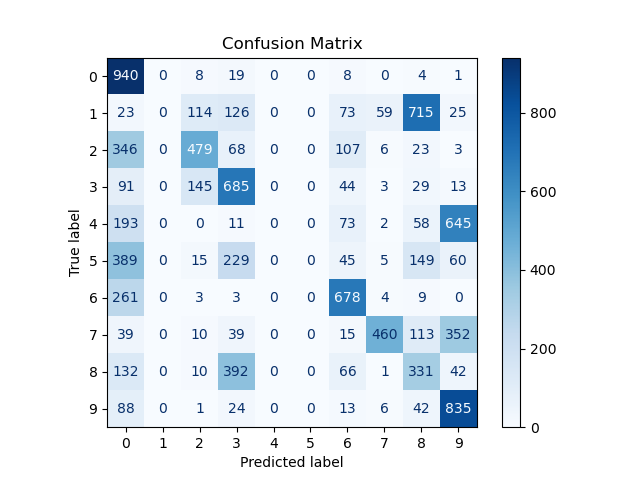 Confusion Matrix
0 940 0 8 19 0 0 8 0 4 1
1 23 0 114 126 0 0 73 59 715 25
2 346 0 479 68 0 0 107 6 23 3
3 91 0 145 685 0 0 44 3 29 13
4 193 0 0 11 0 0 73 2 58 645
5 389 0 15 229 0 0 45 5 149 60
6 261 0 3 3 0 0 678 4 9 0
7 39 0 10 39 0 0 15 460 113 352
8 132 0 10 392 0 0 66 1 331 42
9 88 0 1 24 0 0 13 6 42 835
0 1 2 3 4 5 6 7 8 9
Predicted label
True label
800
600
400
200
0